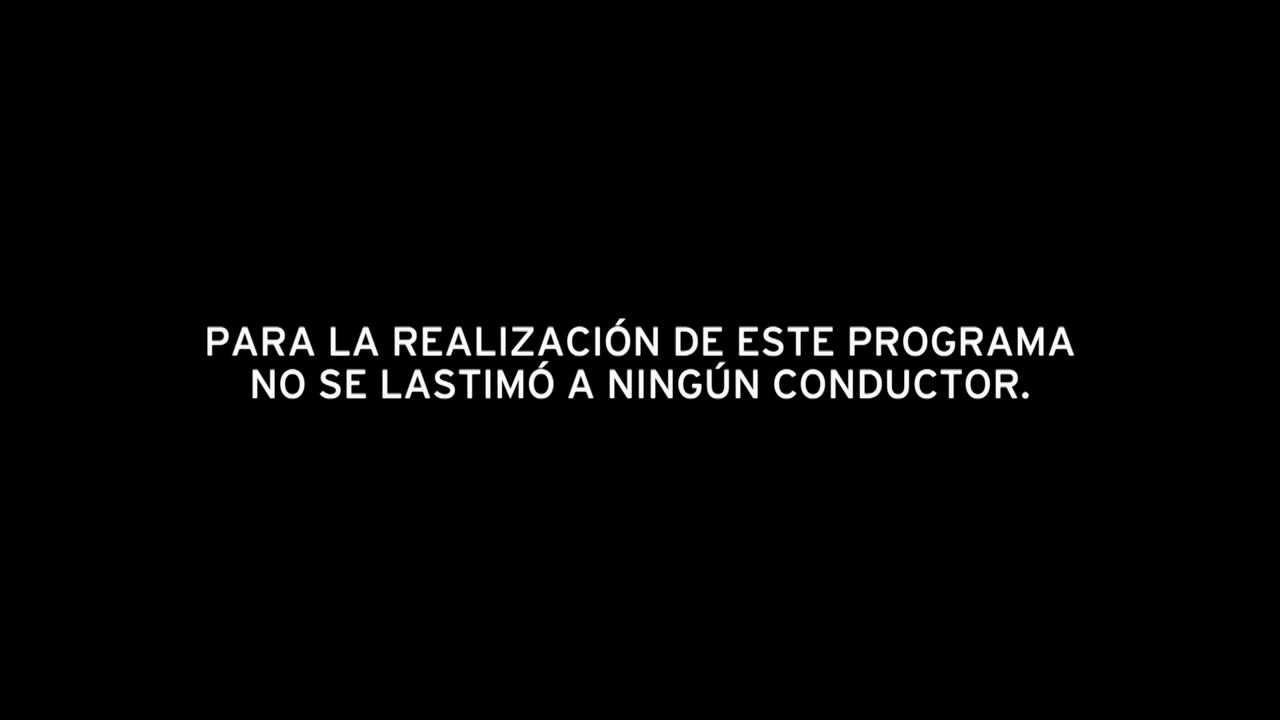 PARA LA REALIZACIÓN DE ESTE PROGRAMA
NO SE LASTIMÓ A NINGÚN CONDUCTOR.